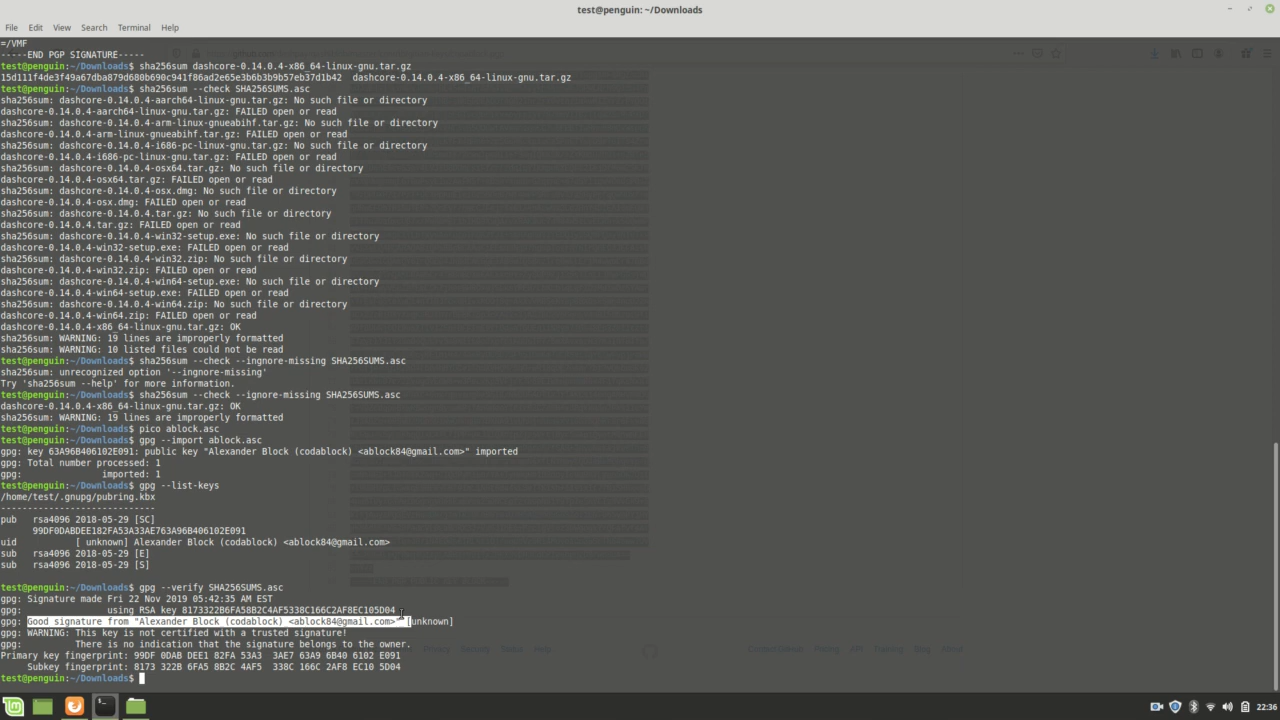 test@penguin: ~/Downloads
File Edit View Search Terminal Help
=/VMF
-----END PGP SIGNATURE-----
test@penguin:~/Downloads$ sha256sum dashcore-0.14.0.4-x86_64-linux-gnu.tar.gz
15d111f4de3f49a67dba879d680b690c941f86ad2e65e3b6b3b9b57eb37d1b42  dashcore-0.14.0.4-x86_64-linux-gnu.tar.gz
test@penguin:~/Downloads$ sha256sum --check SHA256SUMS.asc
sha256sum: dashcore-0.14.0.4-aarch64-linux-gnu.tar.gz: No such file or directory
dashcore-0.14.0.4-aarch64-linux-gnu.tar.gz: FAILED open or read
sha256sum: dashcore-0.14.0.4-arm-linux-gnueabihf.tar.gz: No such file or directory
dashcore-0.14.0.4-arm-linux-gnueabihf.tar.gz: FAILED open or read
sha256sum: dashcore-0.14.0.4-i686-pc-linux-gnu.tar.gz: No such file or directory
dashcore-0.14.0.4-i686-pc-linux-gnu.tar.gz: FAILED open or read
sha256sum: dashcore-0.14.0.4-osx64.tar.gz: No such file or directory
dashcore-0.14.0.4-osx64.tar.gz: FAILED open or read
sha256sum: dashcore-0.14.0.4-osx.dmg: No such file or directory
dashcore-0.14.0.4-osx.dmg: FAILED open or read
sha256sum: dashcore-0.14.0.4.tar.gz: No such file or directory
dashcore-0.14.0.4.tar.gz: FAILED open or read
sha256sum: dashcore-0.14.0.4-win32-setup.exe: No such file or directory
dashcore-0.14.0.4-win32-setup.exe: FAILED open or read
sha256sum: dashcore-0.14.0.4-win32.zip: No such file or directory
dashcore-0.14.0.4-win32.zip: FAILED open or read
sha256sum: dashcore-0.14.0.4-win64-setup.exe: No such file or directory
dashcore-0.14.0.4-win64-setup.exe: FAILED open or read
sha256sum: dashcore-0.14.0.4-win64.zip: No such file or directory
dashcore-0.14.0.4-win64.zip: FAILED open or read
dashcore-0.14.0.4-x86_64-linux-gnu.tar.gz: OK
sha256sum: WARNING: 19 lines are improperly formatted
sha256sum: WARNING: 10 listed files could not be read
test@penguin:~/Downloads$ sha256sum --check --ingnore-missing SHA256SUMS.asc
sha256sum: unrecognized option '--ingnore-missing'
Try 'sha256sum --help' for more information.
test@penguin:~/Downloads$ sha256sum --check --ignore-missing SHA256SUMS.asc
dashcore-0.14.0.4-x86_64-linux-gnu.tar.gz: OK
sha256sum: WARNING: 19 lines are improperly formatted
test@penguin:~/Downloads$ pico ablock.asc
test@penguin:~/Downloads$ gpg --import ablock.asc
gpg: key 63A96B406102E091: public key "Alexander Block (codablock) <ablock84@gmail.com>" imported
gpg: Total number processed: 1
gpg:               imported: 1
test@penguin:~/Downloads$ gpg --list-keys
/home/test/.gnupg/pubring.kbx
-----------------------------
pub   rsa4096 2018-05-29 [SC]
      99DF0DABDEE182FA53A33AE763A96B406102E091
uid           [ unknown] Alexander Block (codablock) <ablock84@gmail.com>
sub   rsa4096 2018-05-29 [E]
sub   rsa4096 2018-05-29 [S]
test@penguin:~/Downloads$ gpg --verify SHA256SUMS.asc
gpg: Signature made Fri 22 Nov 2019 05:42:35 AM EST
gpg:                using RSA key 8173322B6FA58B2C4AF5338C166C2AF8EC105D04
gpg: Good signature from "Alexander Block (codablock) <ablock84@gmail.com>" [unknown]
gpg: WARNING: This key is not certified with a trusted signature!
gpg:          There is no indication that the signature belongs to the owner.
Primary key fingerprint: 99DF 0DAB DEE1 82FA 53A3  3AE7 63A9 6B40 6102 E091
     Subkey fingerprint: 8173 322B 6FA5 8B2C 4AF5  338C 166C 2AF8 EC10 5D04
test@penguin:~/Downloads$
22:36